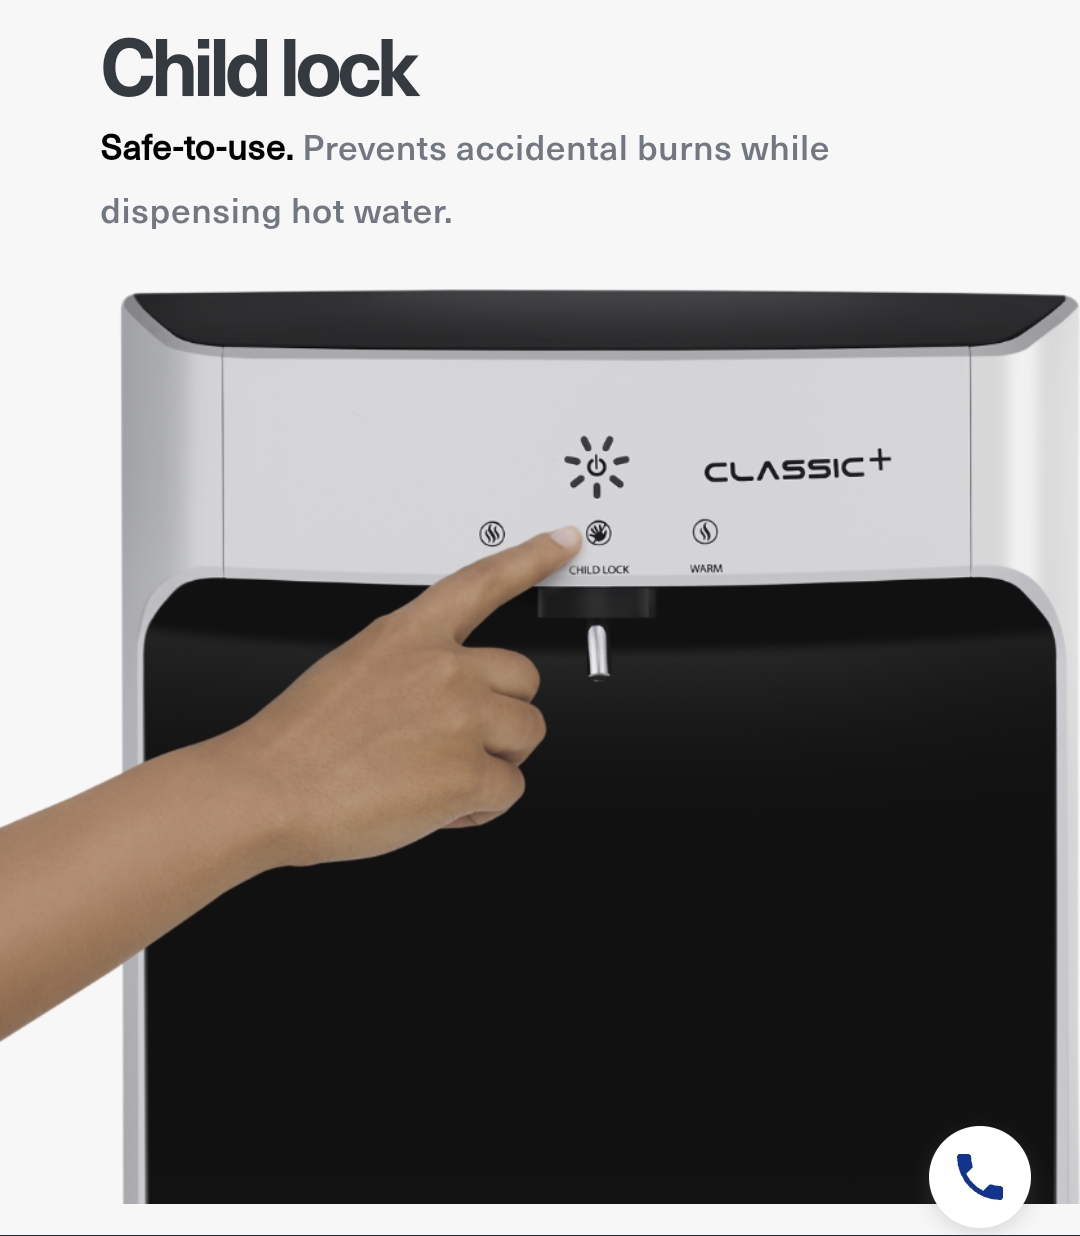 Child lock
Safe-to-use. Prevents accidental burns while
dispensing hot water.
CLASSIC+
CHILD LOCK
WARM